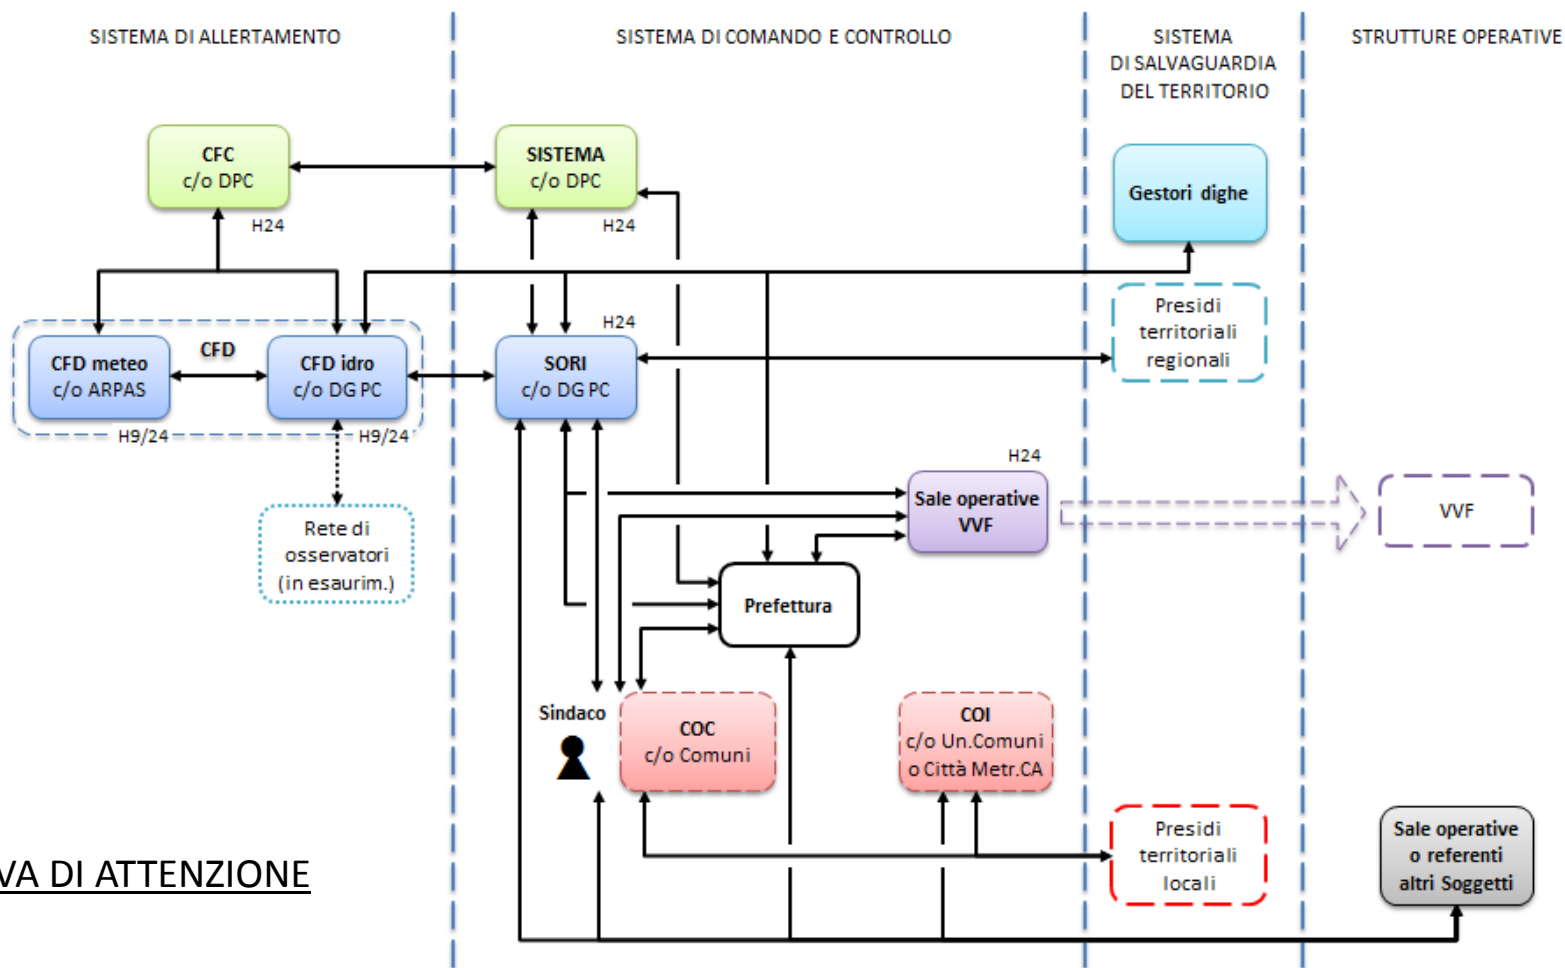 SISTEMA DI ALLERTAMENTO
SISTEMA DI COMANDO E CONTROLLO
SISTEMA
DI SALVAGUARDIA
DEL TERRITORIO
STRUTTURE OPERATIVE
CFC
c/o DPC
H24
SISTEMA
c/o DPC
H24
Gestori dighe
CFD
CFD meteo
c/o ARPAS
H9/24
CFD idro
c/o DG PC
H9/24
H24
SORI
c/o DG PC
Presidi
territoriali
regionali
Rete di
osservatori
(in esaurim.)
H24
Sale operative
VVF
VVF
Prefettura
Sindaco
COC
c/o Comuni
COI
c/o Un.Comuni
o Città Metr.CA
Presidi
territoriali
locali
Sale operative
o referenti
altri Soggetti
VA DI ATTENZIONE